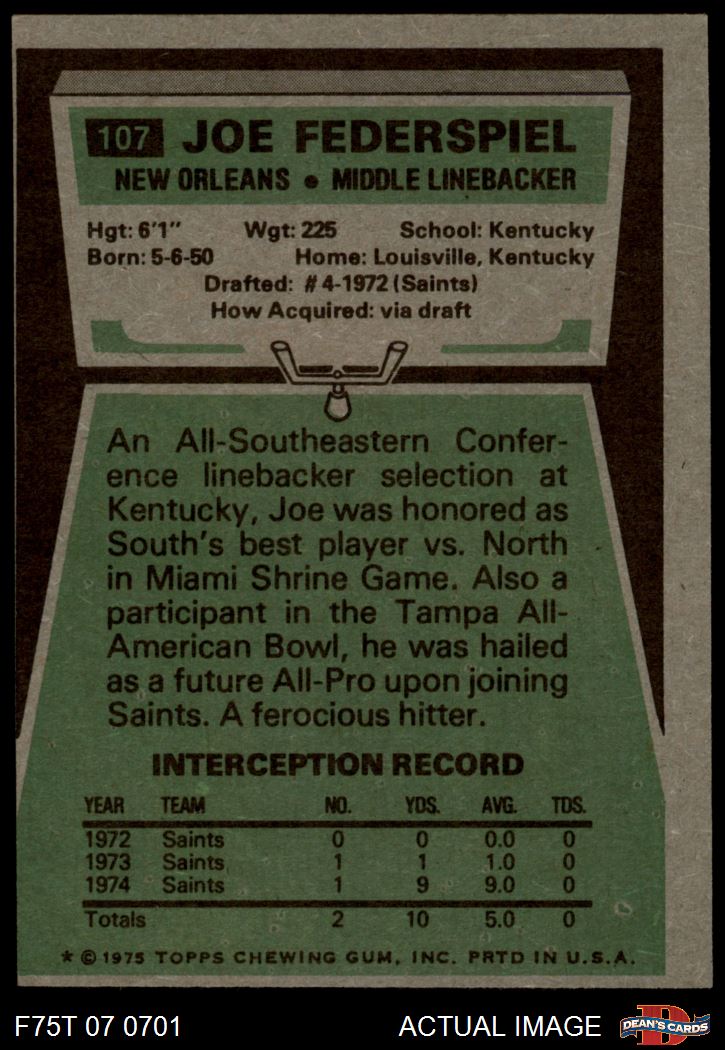 107 JOE FEDERSPIEL
NEW ORLEANS • MIDDLE LINEBACKER
Hgt: 6'1" Wgt: 225 School: Kentucky
Born: 5-6-50 Home: Louisville, Kentucky
Drafted: #4-1972 (Saints)
How Acquired: via draft
An All-Southeastern Confer-
ence linebacker selection at
Kentucky, Joe was honored as
South's best player vs. North
in Miami Shrine Game. Also a
participant in the Tampa All-
American Bowl, he was hailed
as a future All-Pro upon joining
Saints. A ferocious hitter.
INTERCEPTION RECORD
YEAR TEAM NO. YDS. AVG. TDS.
1972 Saints 0 0 0.0 0
1973 Saints 1 1 1.0 0
1974 Saints 1 9 9.0 0
Totals 2 10 5.0 0
* © 1975 TOPPS CHEWING GUM, INC. PRTD IN U.S.A.
F75T 07 0701 ACTUAL IMAGE D DEAN'S CARDS